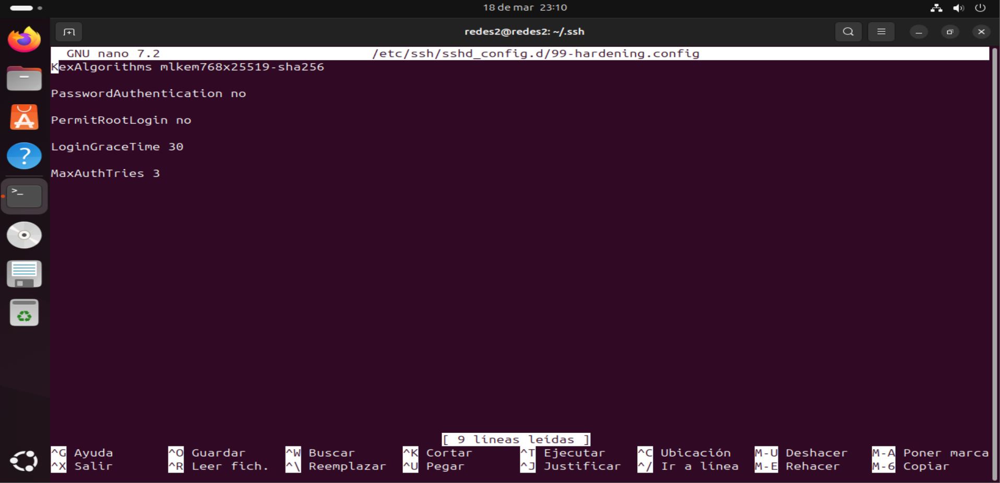 18 de mar 23:10
redes2@redes2: ~/.ssh
GNU nano 7.2 /etc/ssh/sshd_config.d/99-hardening.config
KexAlgorithms mlkem768x25519-sha256
PasswordAuthentication no
PermitRootLogin no
LoginGraceTime 30
MaxAuthTries 3
[ 9 líneas leídas ]
^G Ayuda ^O Guardar ^W Buscar ^K Cortar ^T Ejecutar ^C Ubicación M-U Deshacer M-A Poner marca
^X Salir ^R Leer fich. ^\ Reemplazar ^U Pegar ^J Justificar ^/ Ir a línea M-E Rehacer M-6 Copiar